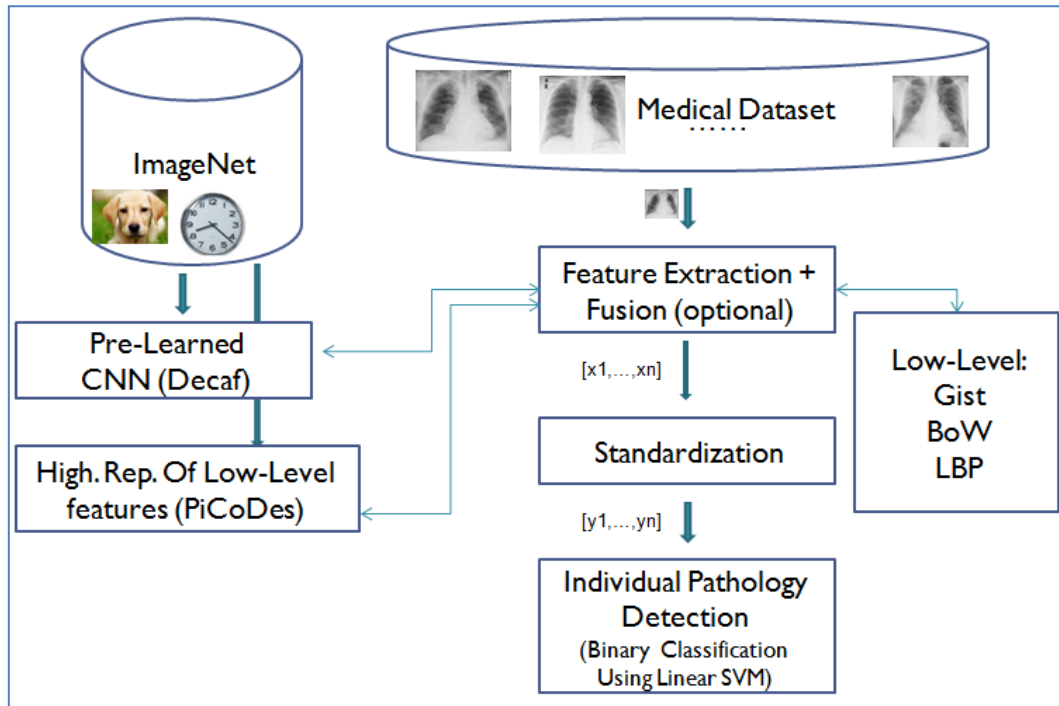 ImageNet
Medical Dataset
......
Pre-Learned
CNN (Decaf)
High. Rep. Of Low-Level
features (PiCoDes)
Feature Extraction +
Fusion (optional)
[x1,...,xn]
Standardization
[y1,...,yn]
Individual Pathology
Detection
(Binary Classification
Using Linear SVM)
Low-Level:
Gist
BoW
LBP